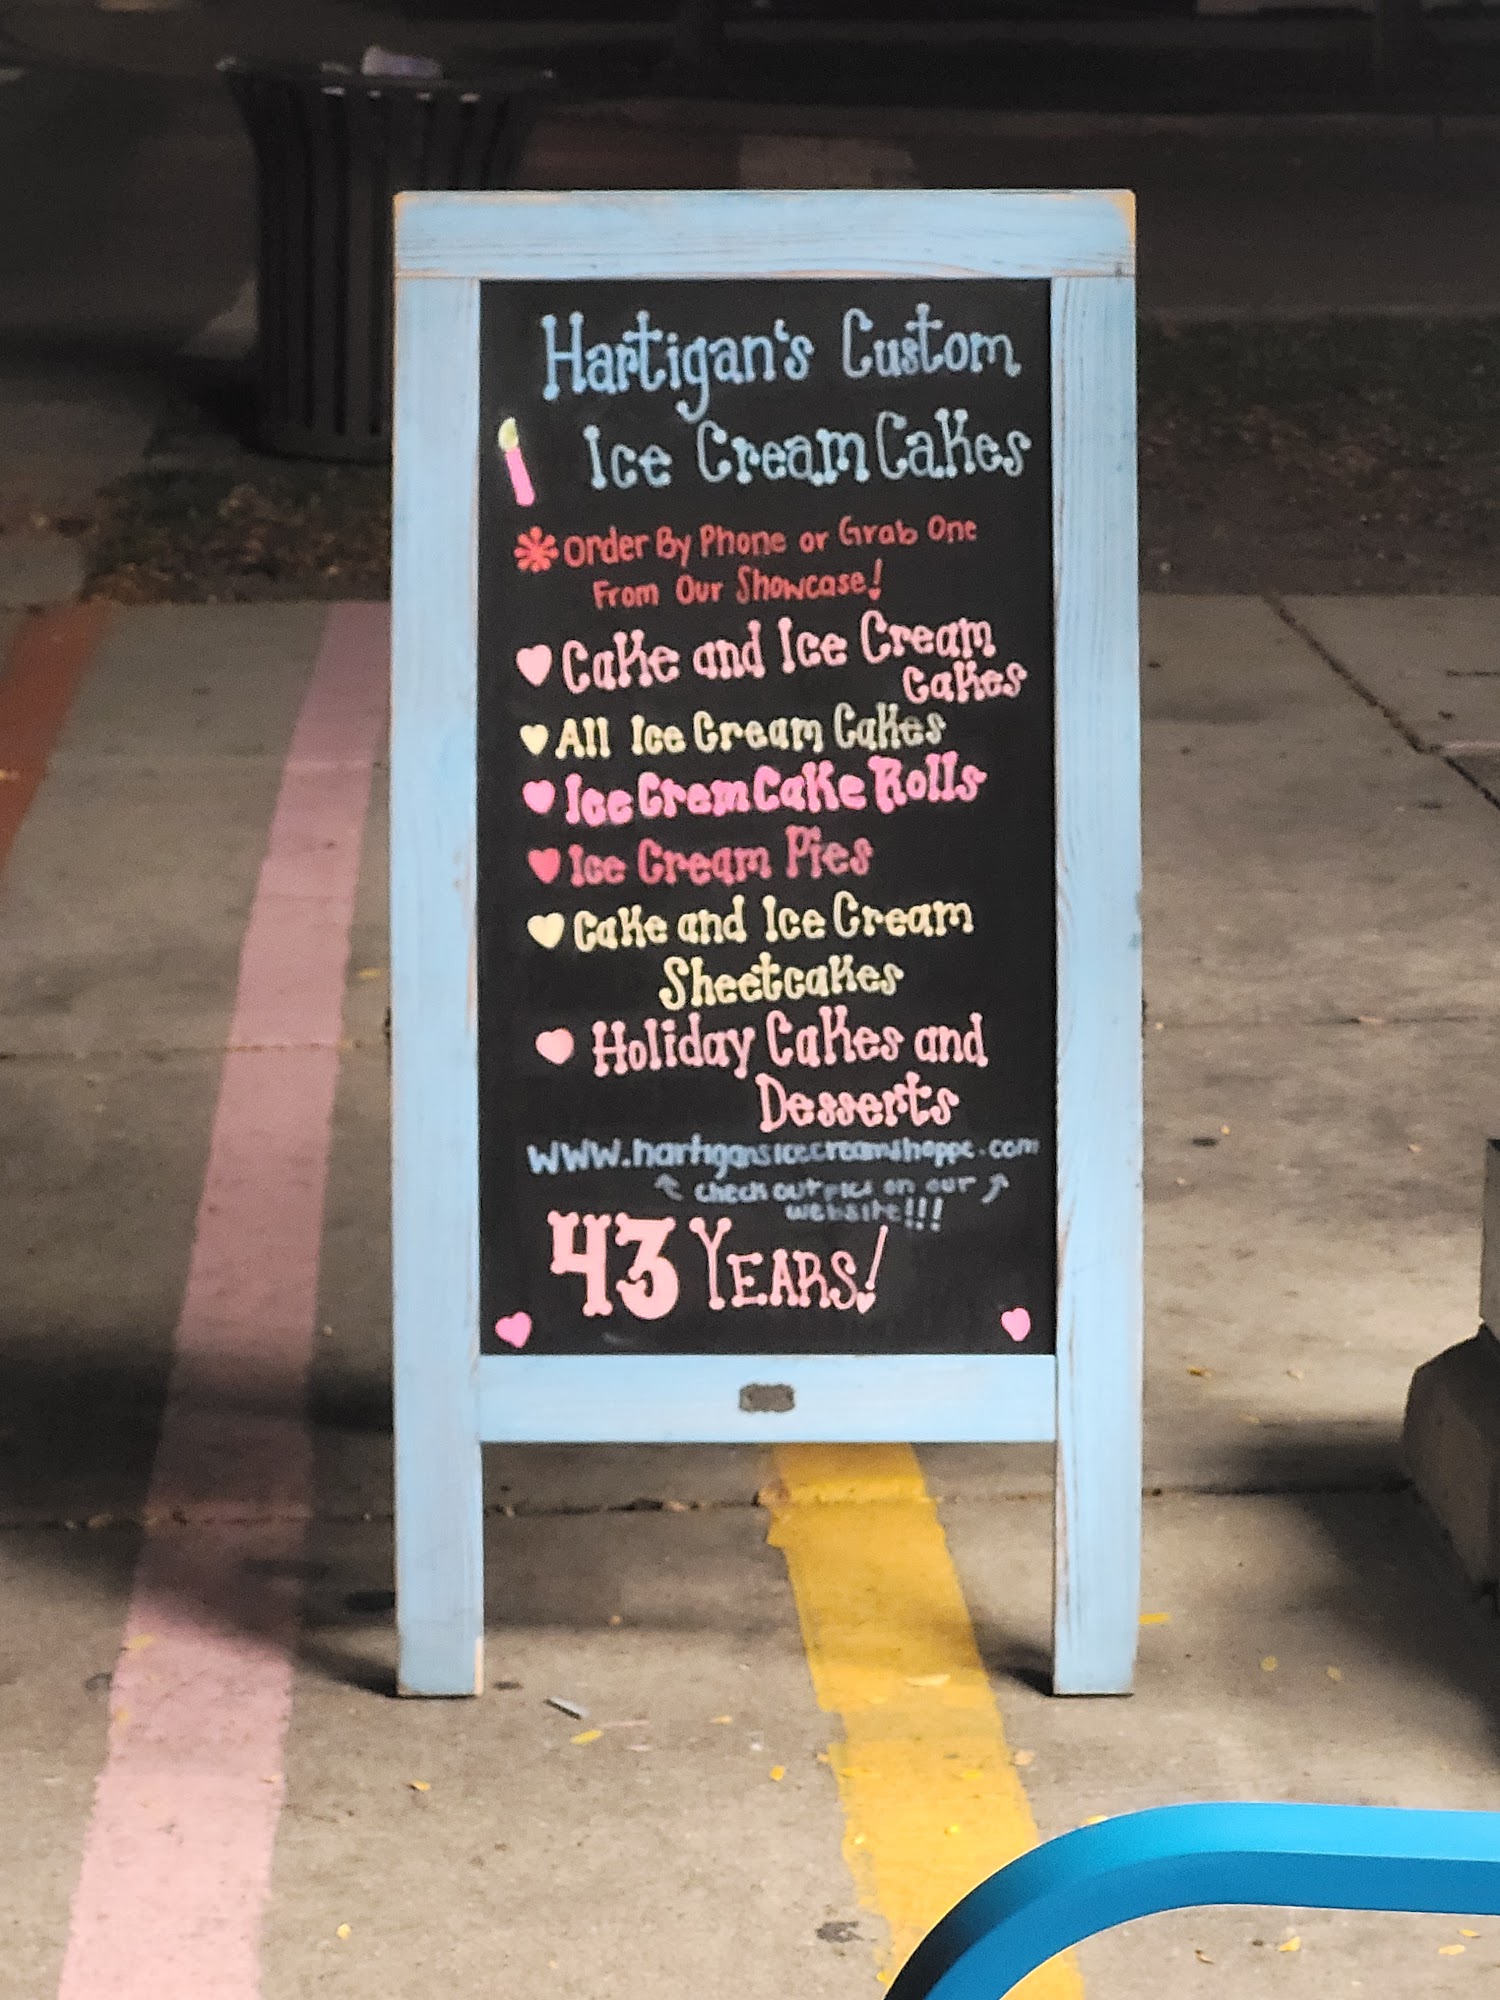 Hartigan's Custom
Ice Cream Cakes
Order By Phone or Grab One
From Our Showcase!
Cake and Ice Cream
Cakes
All Ice Cream Cakes
Ice Crem Cake Rolls
Ice Cream Pies
Cake and Ice Cream
Sheetcakes
Holiday Cakes and
Desserts
www.hartigansicecreamshoppe.com
check out pics on our
website!!!
43 YEARS!